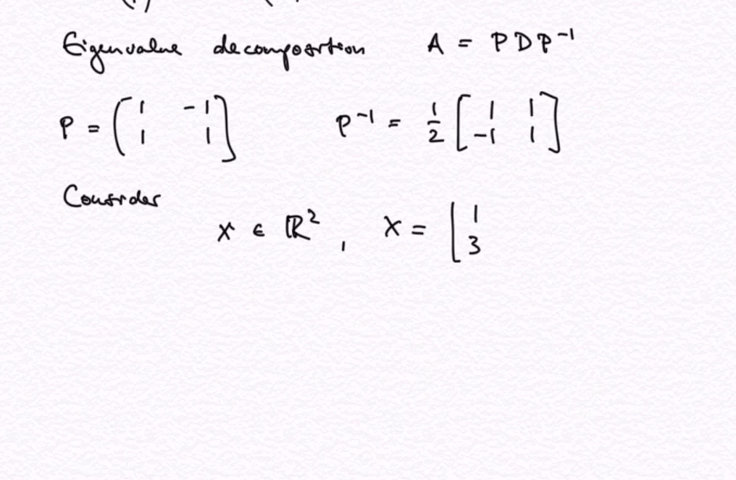 Eigenvalue decomposition A = PDP⁻¹
P = ( 1 -1 ; 1 1 ] P⁻¹ = 1/2 [ 1 1 ; -1 1 ]
Consider
x ∈ ℝ², x = [ 1 ; 3